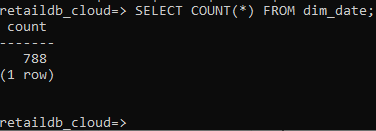 retaildb_cloud=> SELECT COUNT(*) FROM dim_date;
 count
-------
   788
(1 row)
retaildb_cloud=>